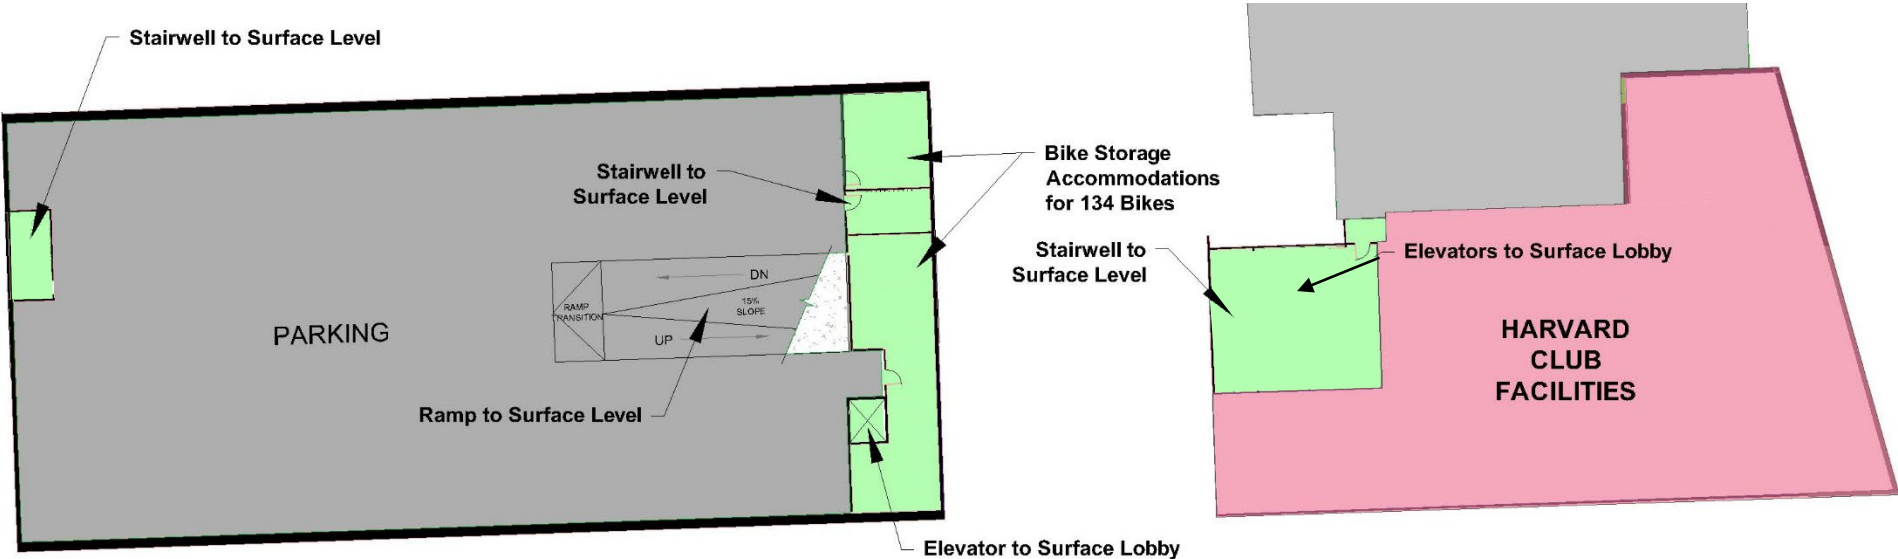 Stairwell to Surface Level
Stairwell to
Surface Level
Bike Storage
Accommodations
for 134 Bikes
DN
15%
SLOPE
RAMP
TRANSITION
UP
PARKING
Ramp to Surface Level
Elevator to Surface Lobby
Stairwell to
Surface Level
Elevators to Surface Lobby
HARVARD
CLUB
FACILITIES